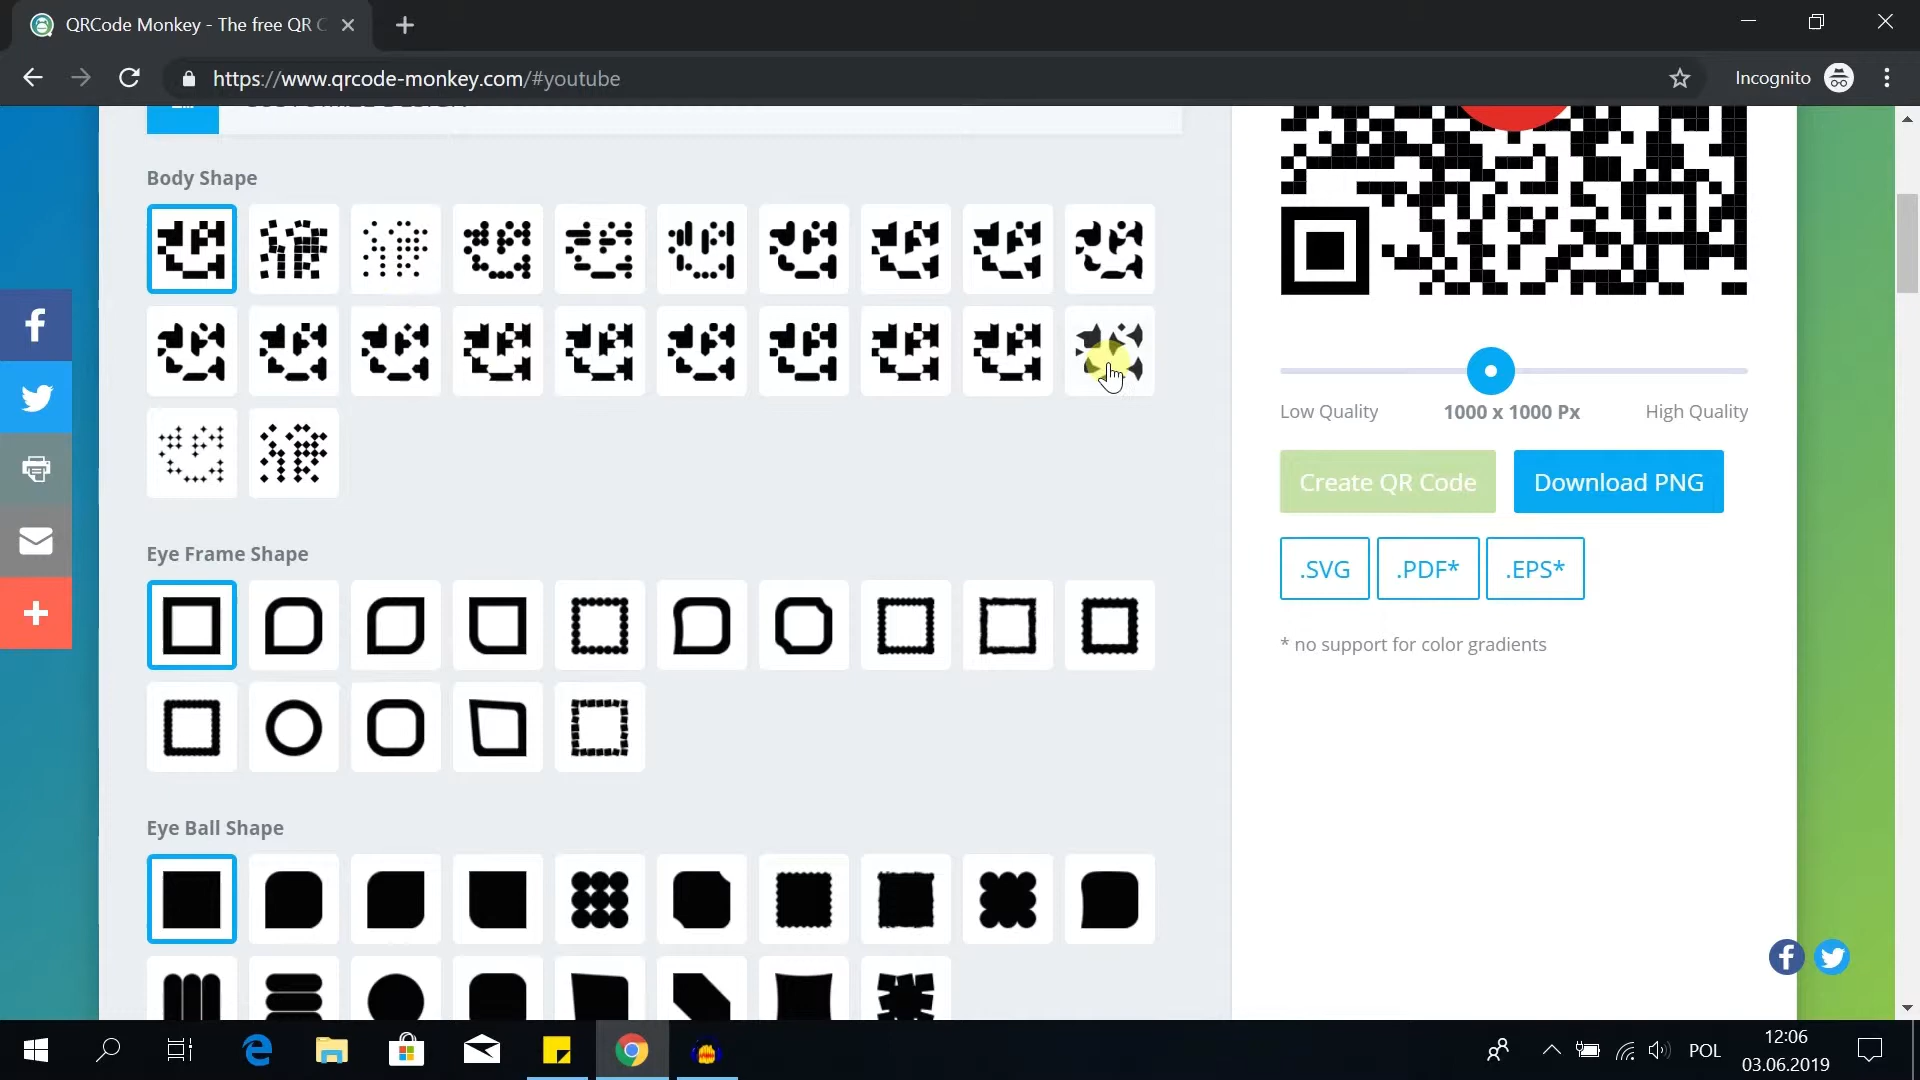 QRCode Monkey - The free QR C
https://www.qrcode-monkey.com/#youtube
Incognito
Body Shape
Low Quality
1000 x 1000 Px
High Quality
Create QR Code
Download PNG
.SVG
.PDF*
.EPS*
* no support for color gradients
Eye Frame Shape
Eye Ball Shape
POL
12:06
03.06.2019